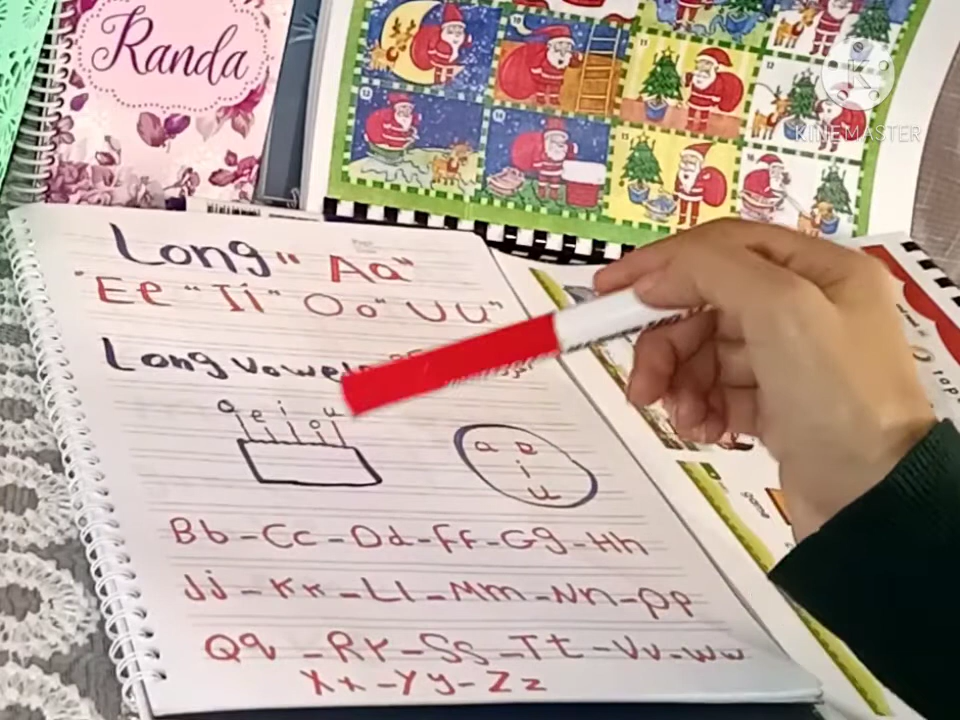 Randa
KINEMASTER
Long " Aa"
"Ee" "Ii" Oo "Uu"
Long vowels
a e i o u
a e
i
u
Bb - Cc - Dd - Ff - Gg - Hh
Jj - Kk - Ll - Mm - Nn - Pp
Qq - Rr - Ss - Tt - Vv - Ww
Xx - Yy - Zz
game